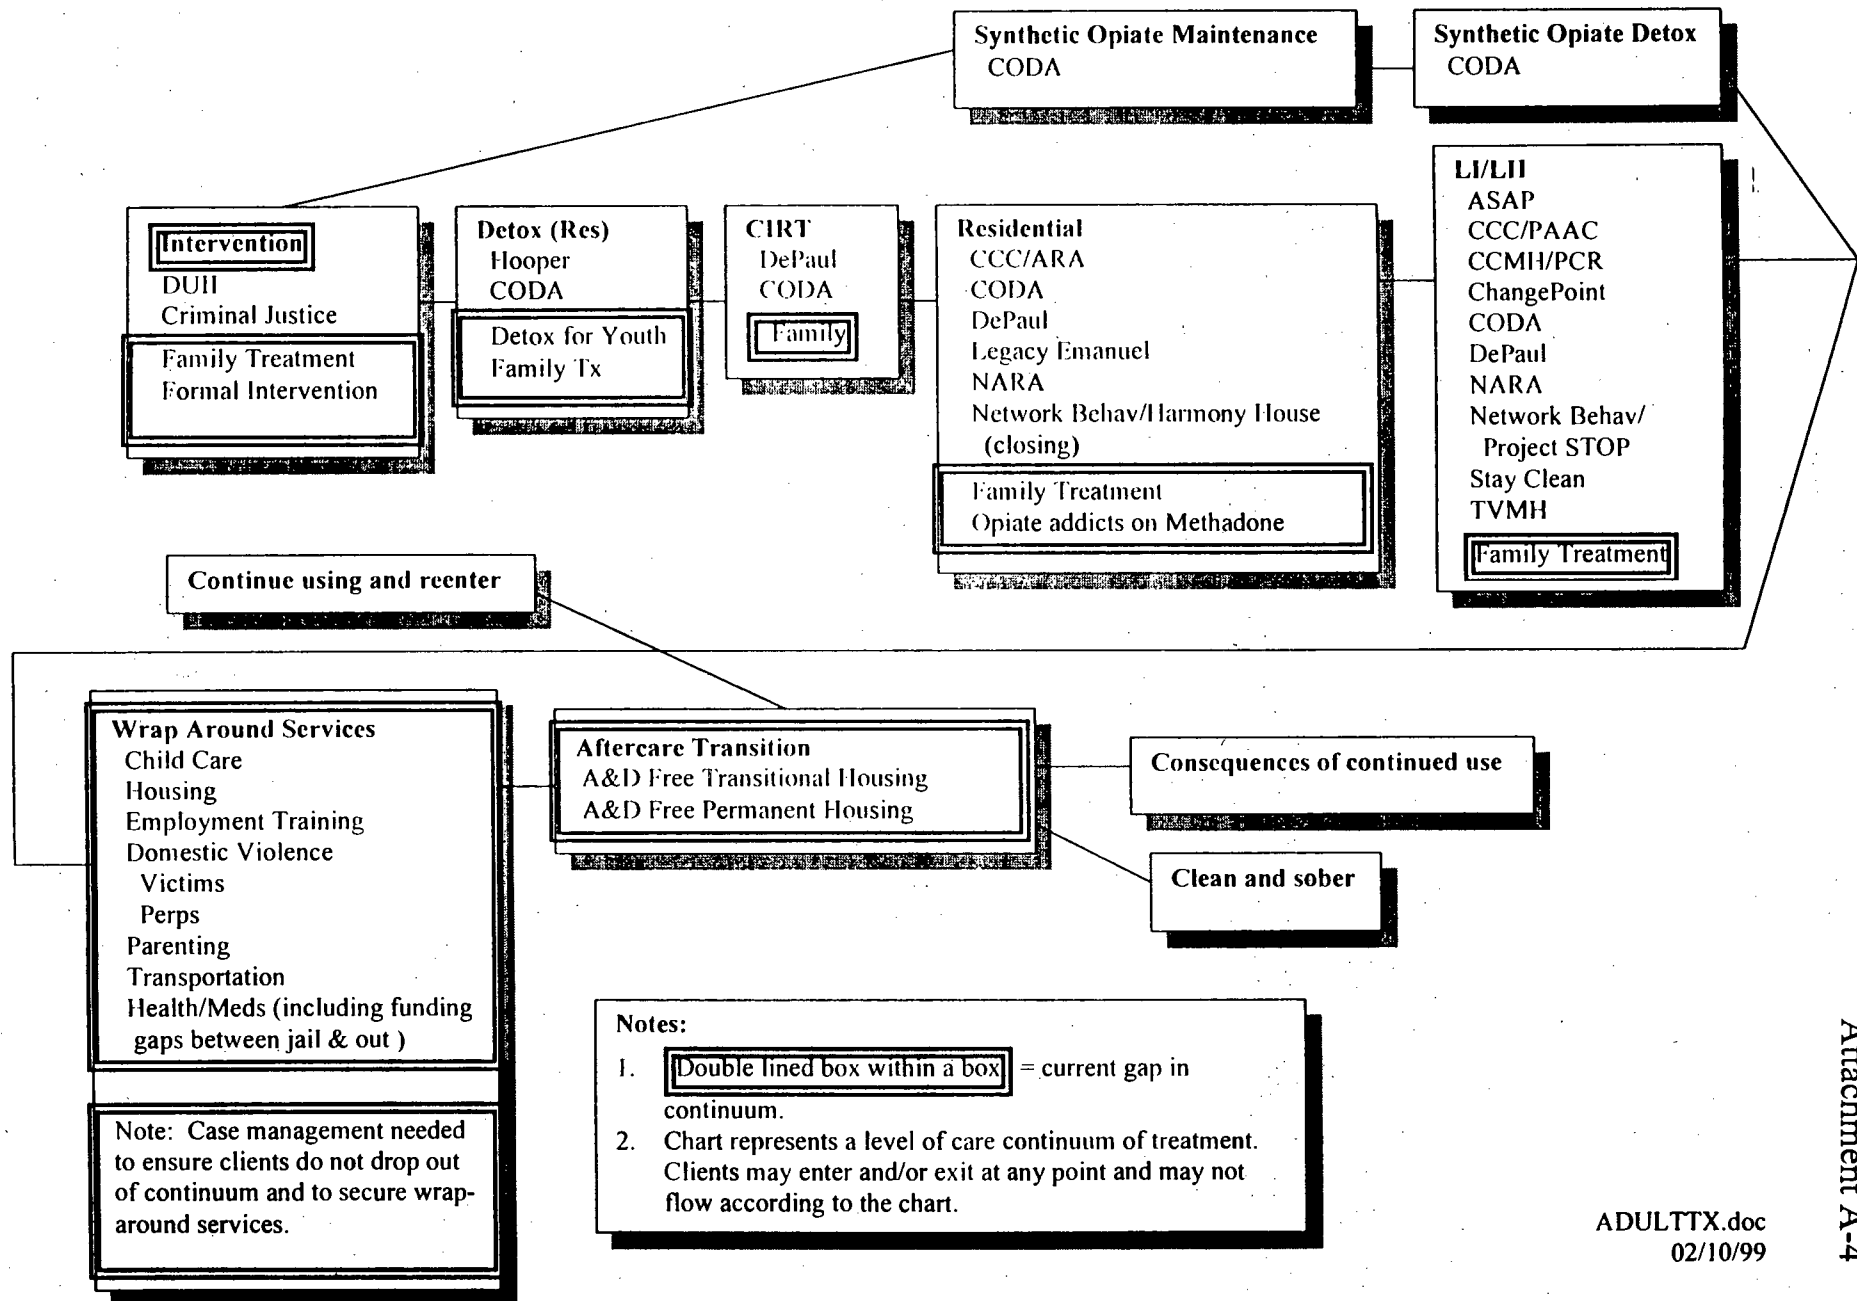 Synthetic Opiate Maintenance
CODA
Synthetic Opiate Detox
CODA
Intervention
DUII
Criminal Justice
Family Treatment
Formal Intervention
Detox (Res)
Hooper
CODA
Detox for Youth
Family Tx
CIRT
DePaul
CODA
Family
Residential
CCC/ARA
CODA
DePaul
Legacy Emanuel
NARA
Network Behav/Harmony House
(closing)
Family Treatment
Opiate addicts on Methadone
LI/LII
ASAP
CCC/PAAC
CCMH/PCR
ChangePoint
CODA
DePaul
NARA
Network Behav/
Project STOP
Stay Clean
TVMH
Family Treatment
Continue using and reenter
Wrap Around Services
Child Care
Housing
Employment Training
Domestic Violence
Victims
Perps
Parenting
Transportation
Health/Meds (including funding
gaps between jail & out )
Note: Case management needed
to ensure clients do not drop out
of continuum and to secure wrap-
around services.
Aftercare Transition
A&D Free Transitional Housing
A&D Free Permanent Housing
Consequences of continued use
Clean and sober
Notes:
1. Double lined box within a box = current gap in
continuum.
2. Chart represents a level of care continuum of treatment.
Clients may enter and/or exit at any point and may not
flow according to the chart.
ADULTTX.doc
02/10/99
Attachment A-4